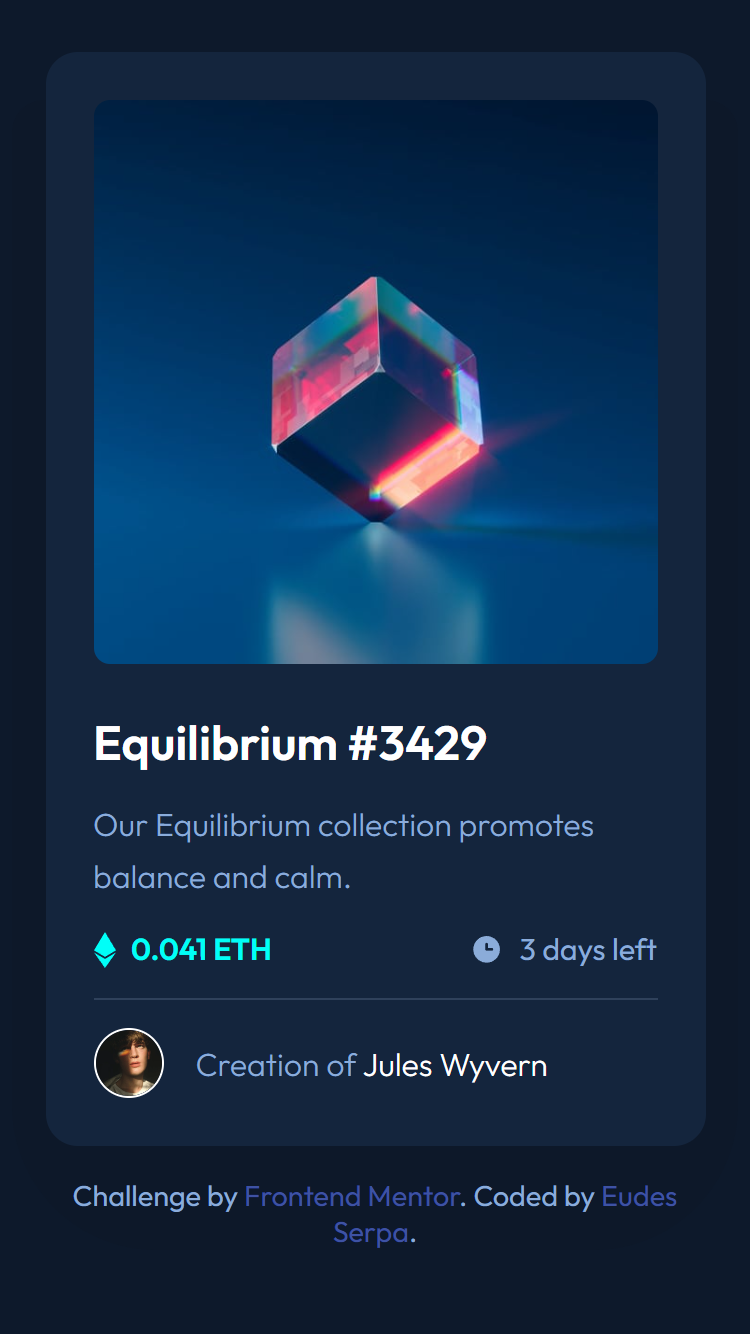 Equilibrium #3429
Our Equilibrium collection promotes
balance and calm.
0.041 ETH
3 days left
Creation of Jules Wyvern
Challenge by Frontend Mentor. Coded by Eudes
Serpa.